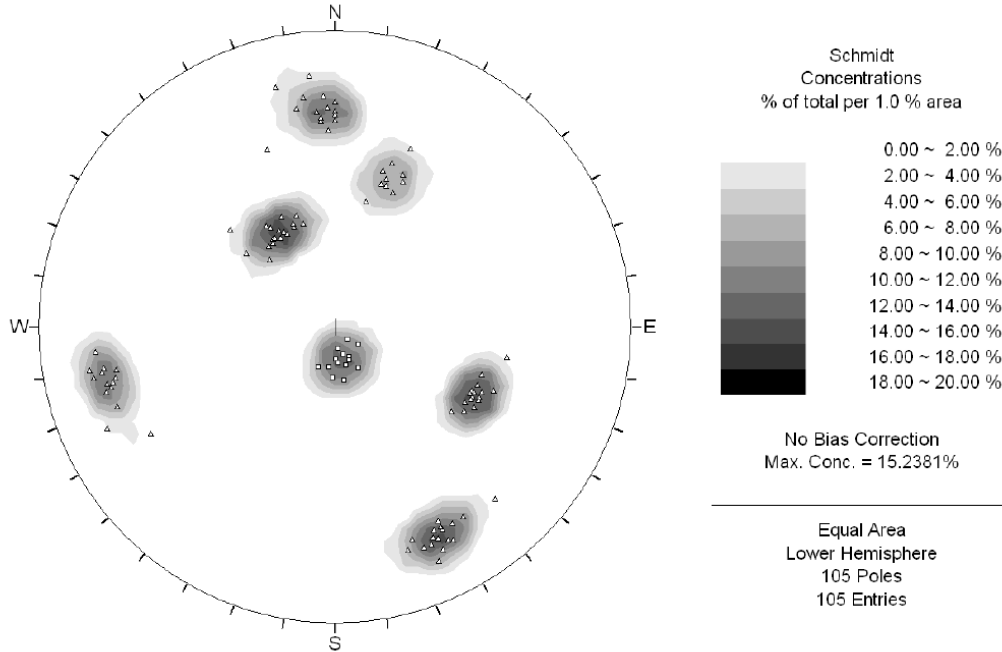 N
W
E
S
Schmidt
Concentrations
% of total per 1.0 % area
0.00 ~ 2.00 %
2.00 ~ 4.00 %
4.00 ~ 6.00 %
6.00 ~ 8.00 %
8.00 ~ 10.00 %
10.00 ~ 12.00 %
12.00 ~ 14.00 %
14.00 ~ 16.00 %
16.00 ~ 18.00 %
18.00 ~ 20.00 %
No Bias Correction
Max. Conc. = 15.2381%
Equal Area
Lower Hemisphere
105 Poles
105 Entries